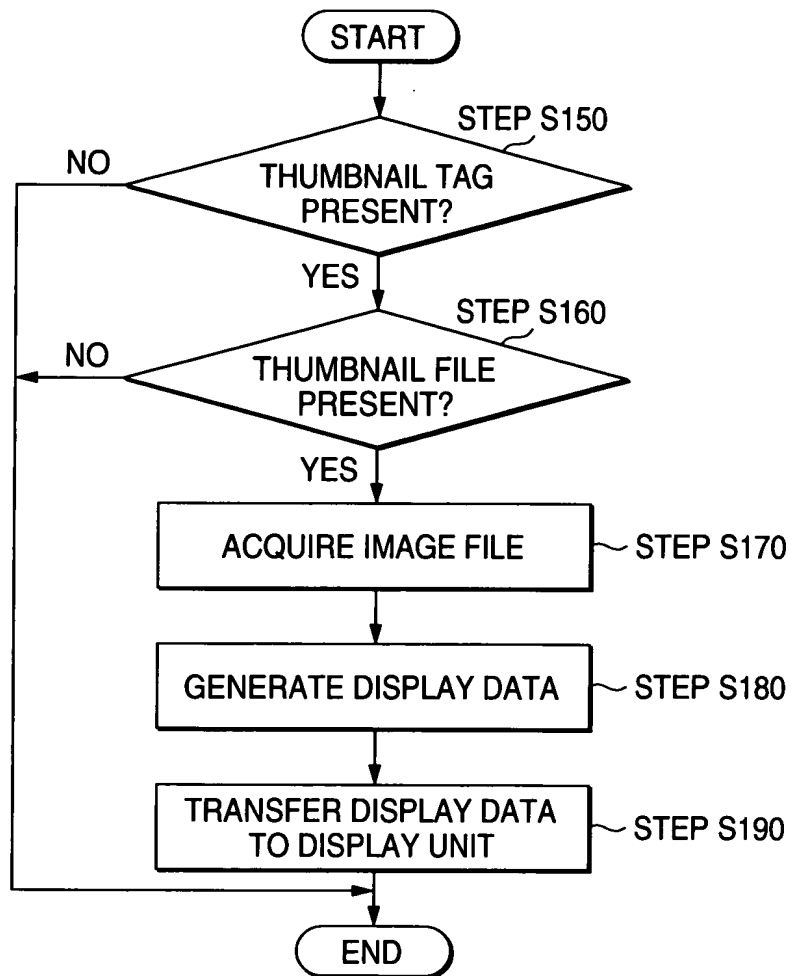 START
STEP S150
NO
THUMBNAIL TAG
PRESENT?
YES
STEP S160
NO
THUMBNAIL FILE
PRESENT?
YES
ACQUIRE IMAGE FILE
STEP S170
GENERATE DISPLAY DATA
STEP S180
TRANSFER DISPLAY DATA
TO DISPLAY UNIT
STEP S190
END